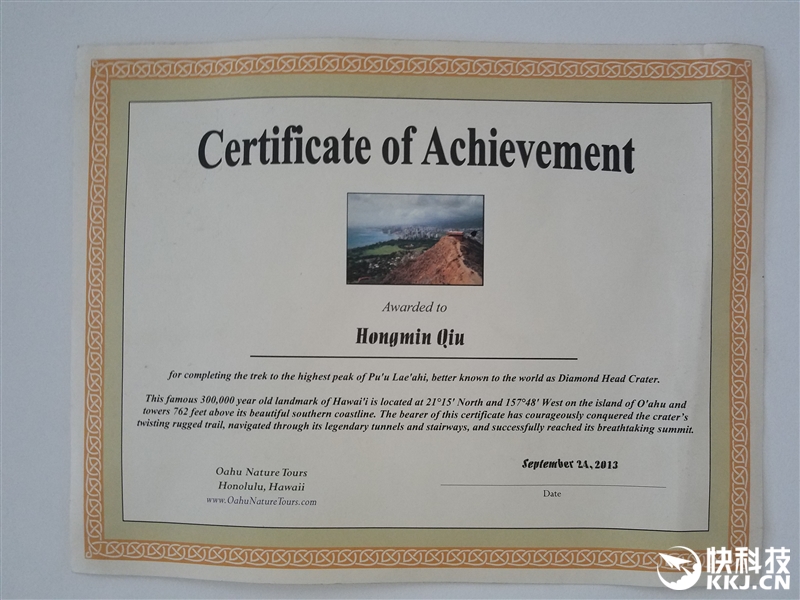 Certificate of Achievement
Awarded to
Hongmin Qiu
for completing the trek to the highest peak of Pu'u Lae'ahi, better known to the world as Diamond Head Crater.
This famous 300,000 year old landmark of Hawai'i is located at 21°15' North and 157°48' West on the island of O'ahu and
towers 762 feet above its beautiful southern coastline. The bearer of this certificate has courageously conquered the crater's
twisting rugged trail, navigated through its legendary tunnels and stairways, and successfully reached its breathtaking summit.
Oahu Nature Tours
Honolulu, Hawaii
www.OahuNatureTours.com
September 24, 2013
Date
快科技
KKJ.CN